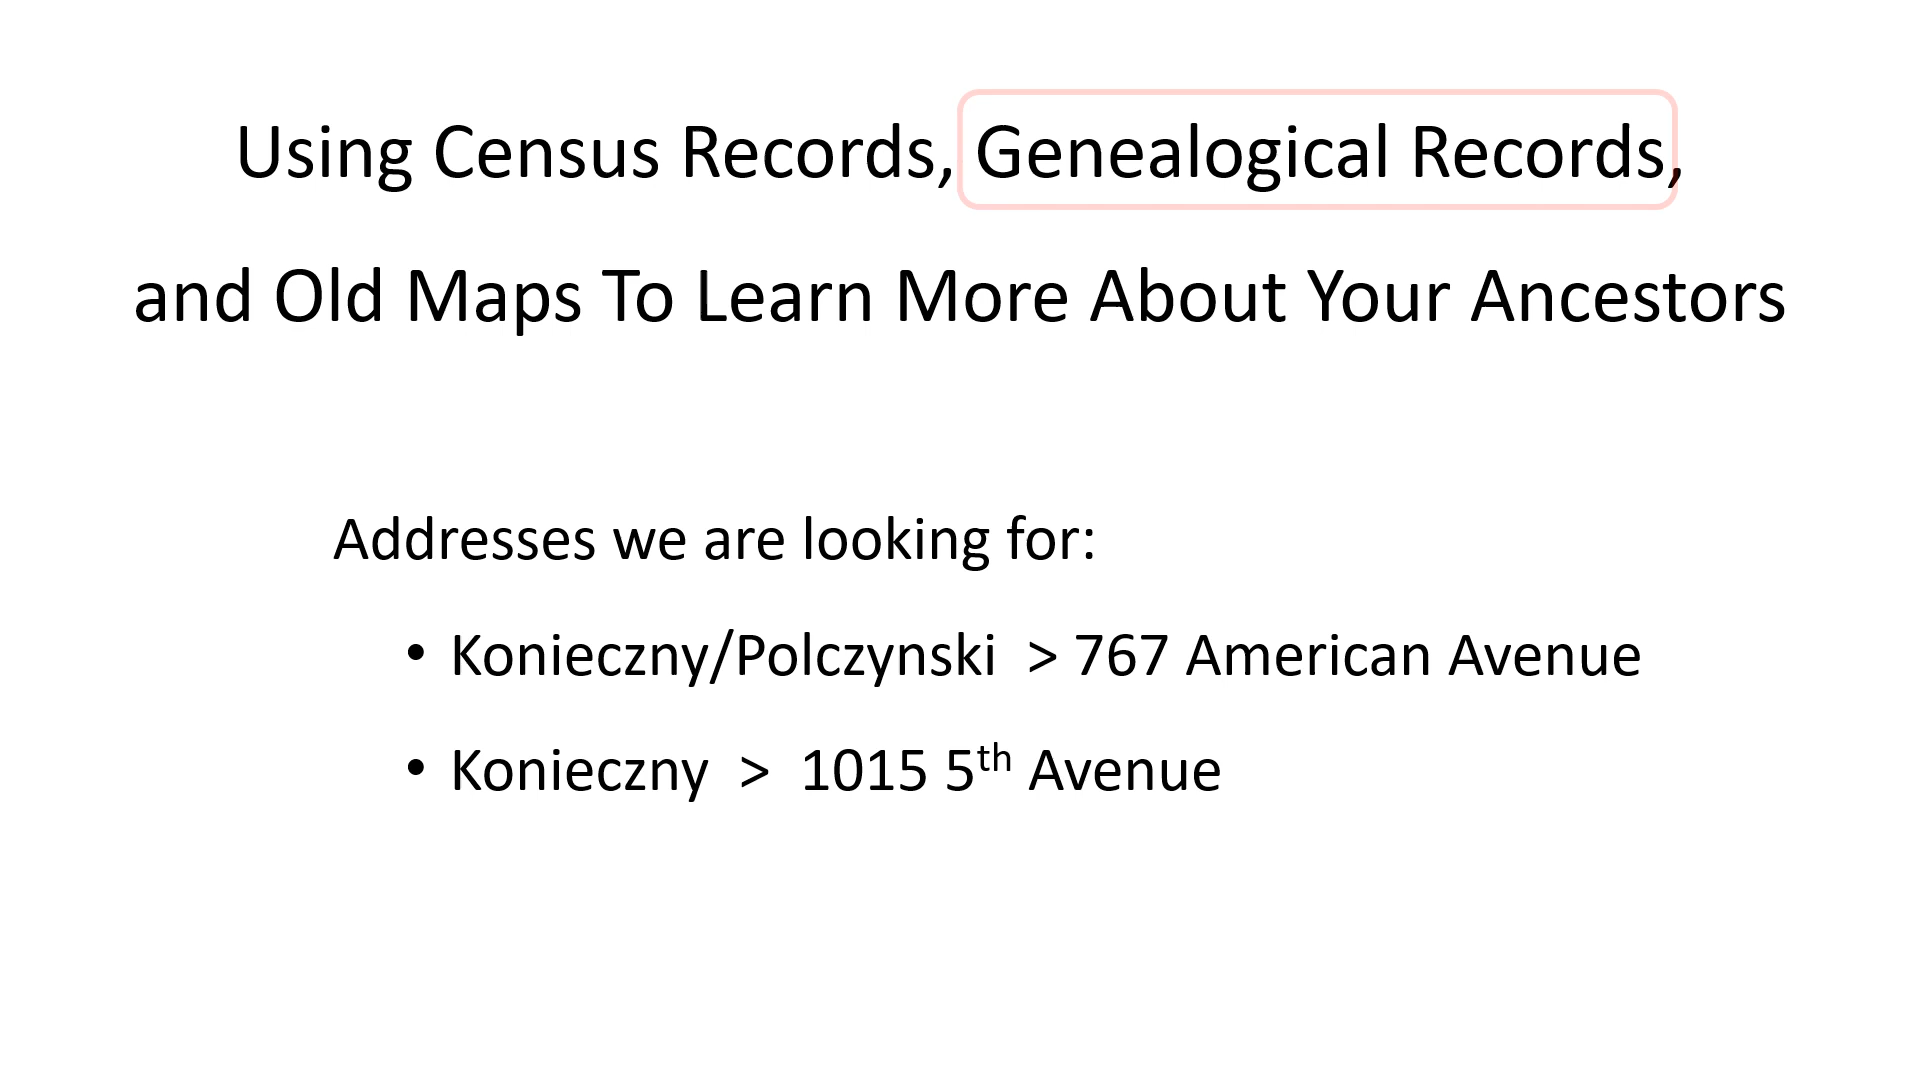 Using Census Records, Genealogical Records,
and Old Maps To Learn More About Your Ancestors
Addresses we are looking for:
• Konieczny/Polczynski > 767 American Avenue
• Konieczny > 1015 5th Avenue